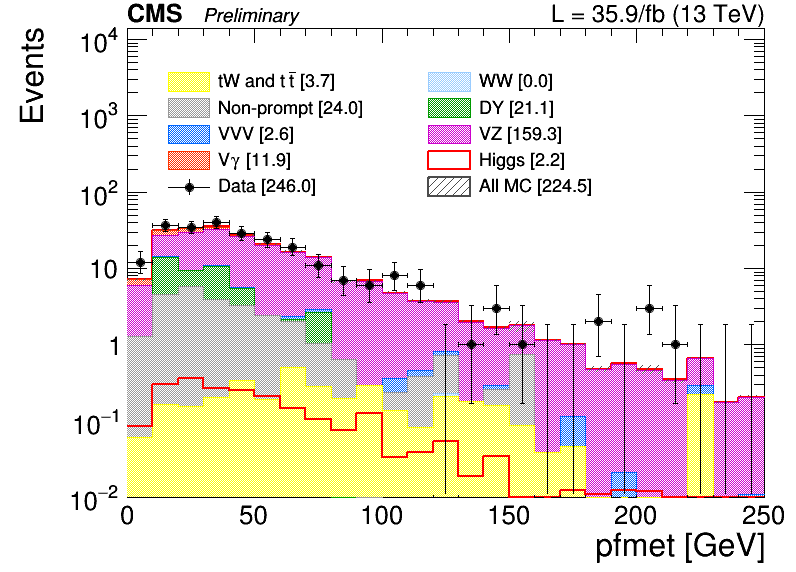 CMS Preliminary L = 35.9/fb (13 TeV)
Events
10⁴
10³
10²
10
1
10⁻¹
10⁻²
tW and tt̅ [3.7] WW [0.0]
Non-prompt [24.0] DY [21.1]
VVV [2.6] VZ [159.3]
Vγ [11.9] Higgs [2.2]
Data [246.0] All MC [224.5]
0 50 100 150 200 250
pfmet [GeV]